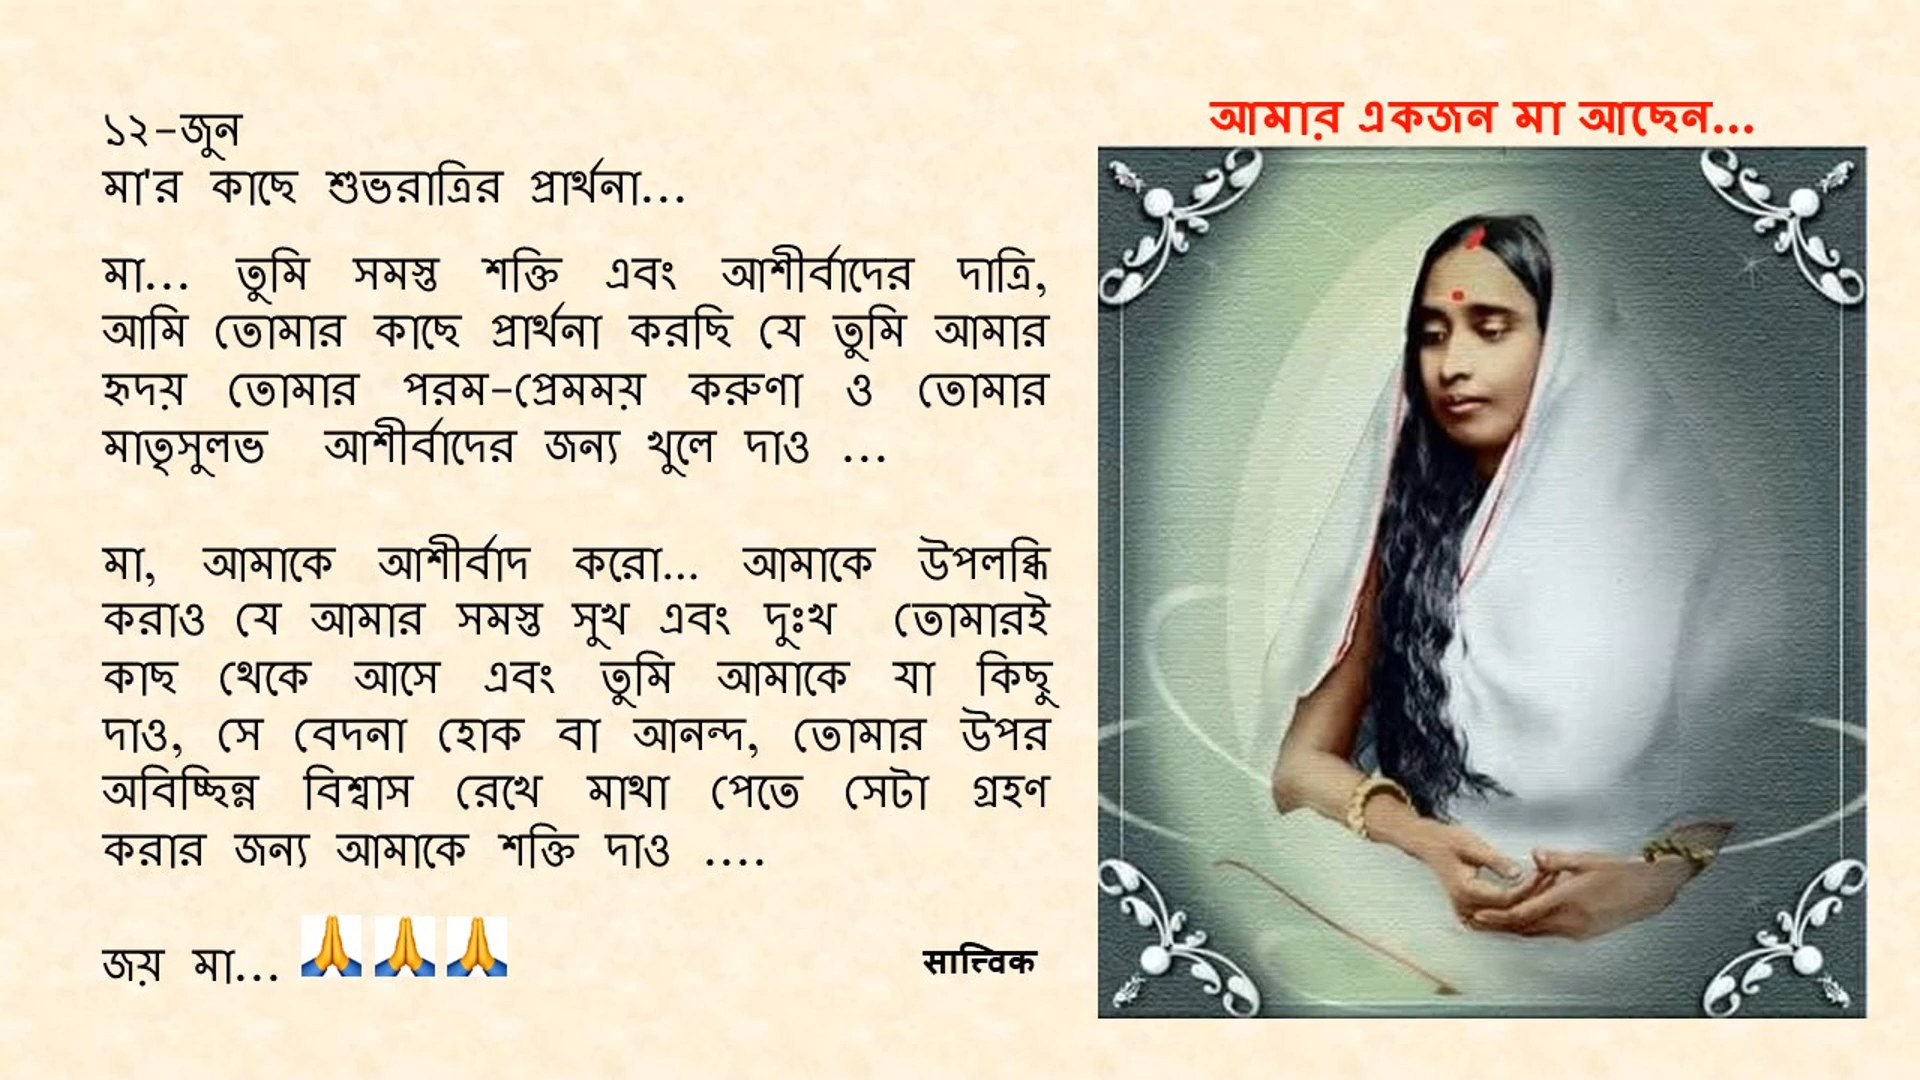 ১২-জুন
মা'র কাছে শুভরাত্রির প্রার্থনা...
মা... তুমি সমস্ত শক্তি এবং আশীর্বাদের দাত্রি,
আমি তোমার কাছে প্রার্থনা করছি যে তুমি আমার
হৃদয় তোমার পরম-প্রেমময় করুণা ও তোমার
মাতৃসুলভ আশীর্বাদের জন্য খুলে দাও ...
মা, আমাকে আশীর্বাদ করো... আমাকে উপলব্ধি
করাও যে আমার সমস্ত সুখ এবং দুঃখ তোমারই
কাছ থেকে আসে এবং তুমি আমাকে যা কিছু
দাও, সে বেদনা হোক বা আনন্দ, তোমার উপর
অবিচ্ছিন্ন বিশ্বাস রেখে মাথা পেতে সেটা গ্রহণ
করার জন্য আমাকে শক্তি দাও ....
জয় মা... 🙏🙏🙏
सात्त्विक
আমার একজন মা আছেন...